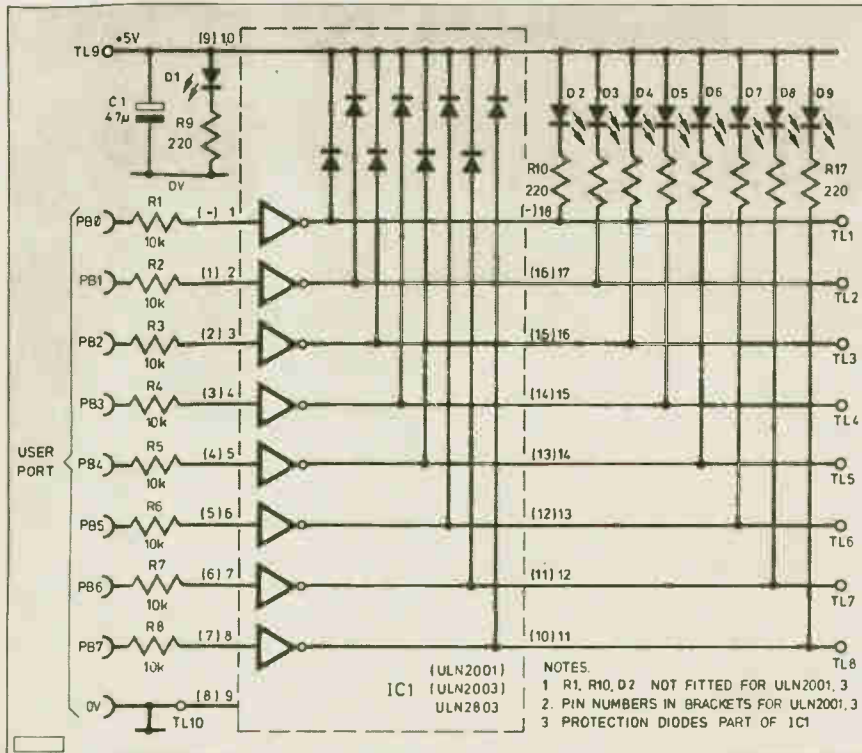 +5V
TL9
(9) 10
D1
C1
47µ
R9
220
0V
D2 D3 D4 D5 D6 D7 D8 D9
R10
220
R17
220
PB0
R1
10k
(-) 1
(-) 18
TL1
PB1
R2
10k
(1) 2
(16) 17
TL2
PB2
R3
10k
(2) 3
(15) 16
TL3
PB3
R4
10k
(3) 4
(14) 15
TL4
USER
PORT
PB4
R5
10k
(4) 5
(13) 14
TL5
PB5
R6
10k
(5) 6
(12) 13
TL6
PB6
R7
10k
(6) 7
(11) 12
TL7
PB7
R8
10k
(7) 8
(10) 11
TL8
0V
(8) 9
TL10
IC1
(ULN2001)
(ULN2003)
ULN2803
NOTES.
1 R1, R10, D2 NOT FITTED FOR ULN2001, 3
2. PIN NUMBERS IN BRACKETS FOR ULN2001, 3
3 PROTECTION DIODES PART OF IC1